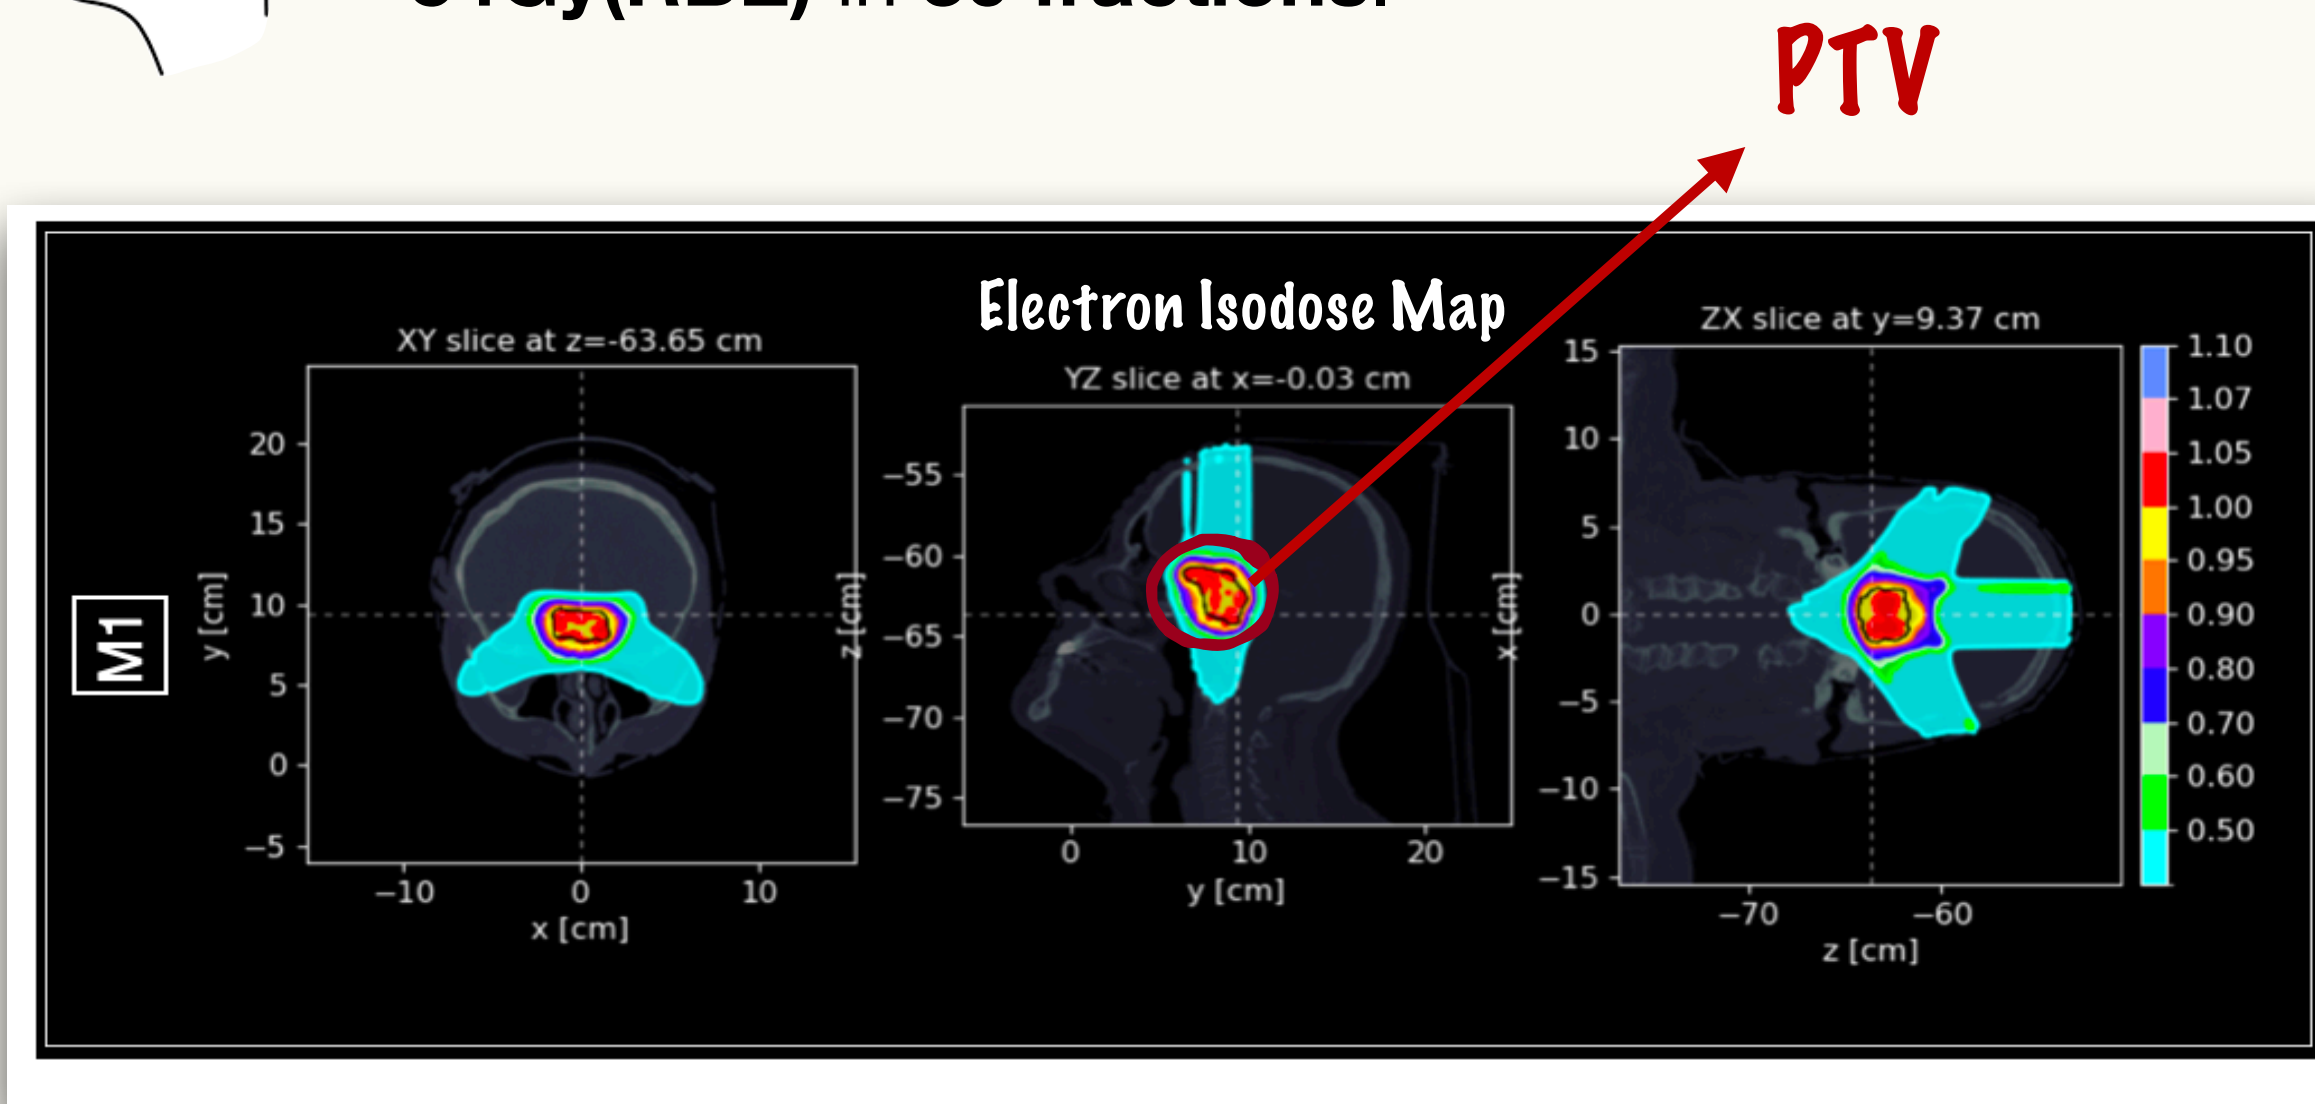 in
fractions.
PTV
Electron Isodose Map
XY slice at z=-63.65 cm
YZ slice at x=-0.03 cm
ZX slice at y=9.37 cm
M1
y [cm]
20
15
10
5
0
−5
−10
0
10
x [cm]
z [cm]
−55
−60
−65
−70
−75
0
10
20
y [cm]
x [cm]
15
10
5
0
−5
−10
−15
−70
−60
z [cm]
1.10
1.07
1.05
1.00
0.95
0.90
0.80
0.70
0.60
0.50